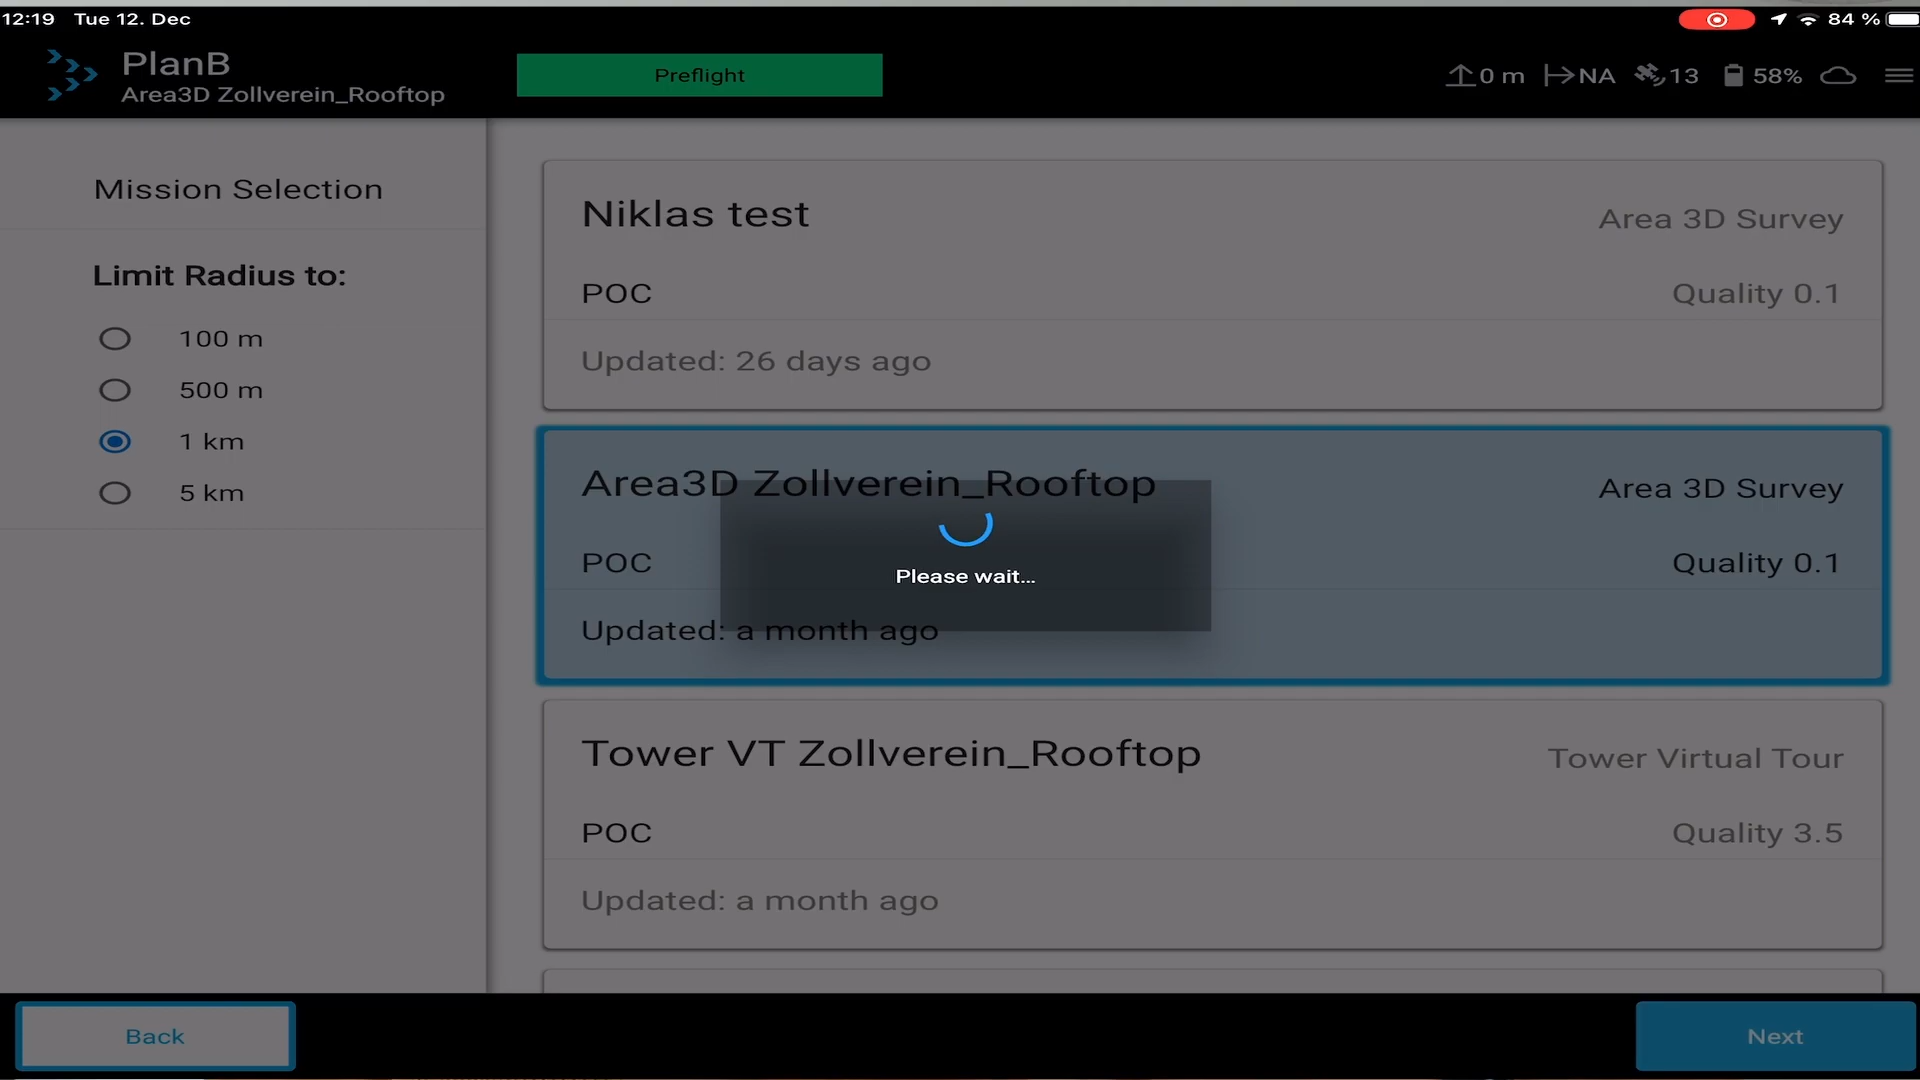 12:19 Tue 12. Dec
84 %
PlanB
Area3D Zollverein_Rooftop
Preflight
0 m
NA
13
58%
Mission Selection
Limit Radius to:
100 m
500 m
1 km
5 km
Niklas test
Area 3D Survey
POC
Quality 0.1
Updated: 26 days ago
Area3D Zollverein_Rooftop
Area 3D Survey
POC
Quality 0.1
Updated: a month ago
Please wait...
Tower VT Zollverein_Rooftop
Tower Virtual Tour
POC
Quality 3.5
Updated: a month ago
Back
Next